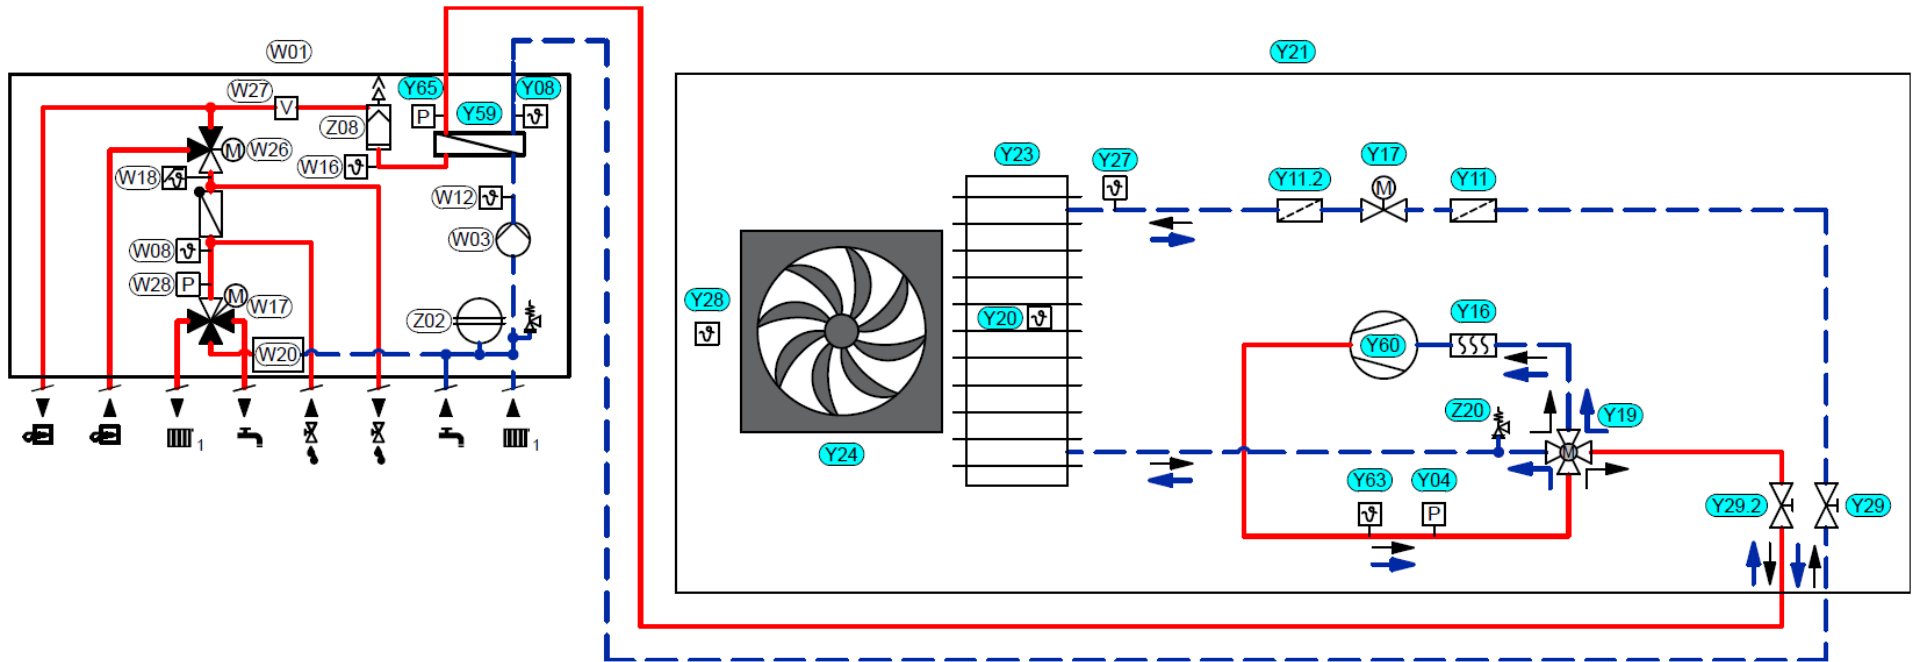 W01
Y21
W27
V
Y65
Y08
P
Y59
ϑ
Z08
M
W26
W16
ϑ
W18
ϑ
W12
ϑ
W03
W08
ϑ
W28
P
M
W17
Z02
W20
1
1
Y23
Y27
ϑ
Y11.2
Y17
M
Y11
Y28
ϑ
Y20
ϑ
Y24
Y60
Y16
Z20
Y19
M
Y63
ϑ
Y04
P
Y29.2
Y29